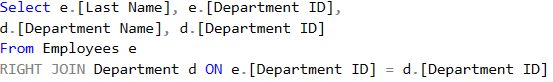 Select e.[Last Name], e.[Department ID],
d.[Department Name], d.[Department ID]
From Employees e
RIGHT JOIN Department d ON e.[Department ID] = d.[Department ID]